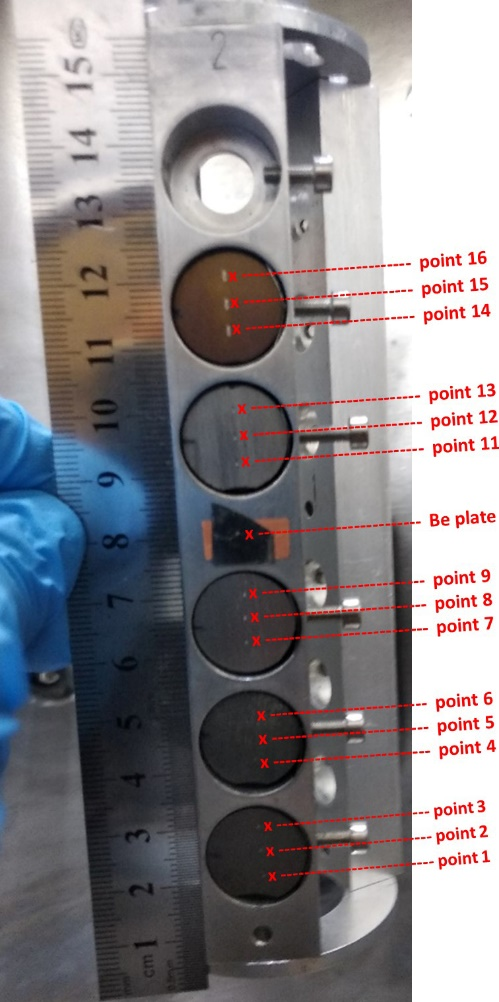 2
15
14
13
12
11
10
9
8
7
6
5
4
3
2
1
cm
point 16
point 15
point 14
point 13
point 12
point 11
Be plate
point 9
point 8
point 7
point 6
point 5
point 4
point 3
point 2
point 1